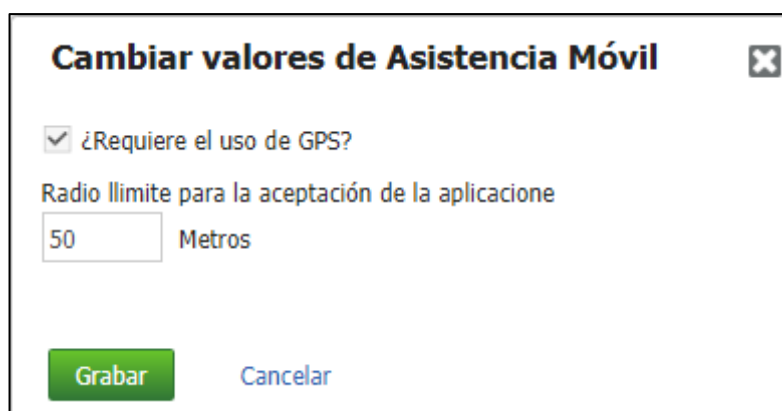 Cambiar valores de Asistencia Móvil
¿Requiere el uso de GPS?
Radio llimite para la aceptación de la aplicacione
50 Metros
Grabar Cancelar